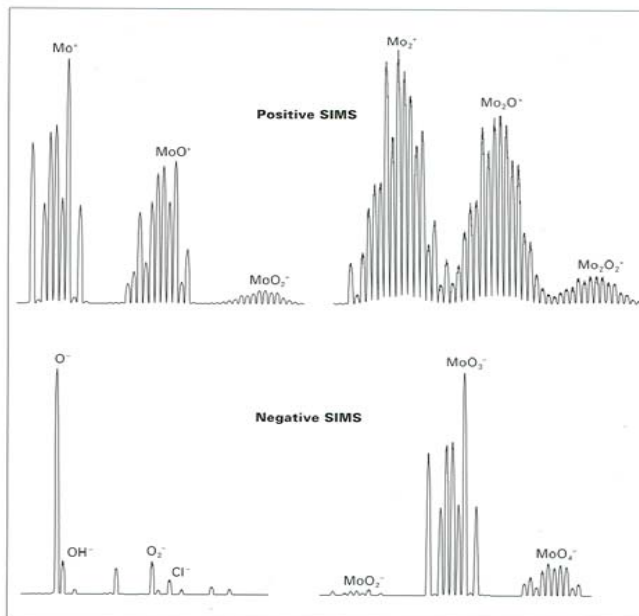 Mo⁺
MoO⁺
MoO₂⁺
Positive SIMS
Mo₂⁺
Mo₂O⁺
Mo₂O₂⁺
O⁻
OH⁻
O₂⁻
Cl⁻
Negative SIMS
MoO₂⁻
MoO₃⁻
MoO₄⁻